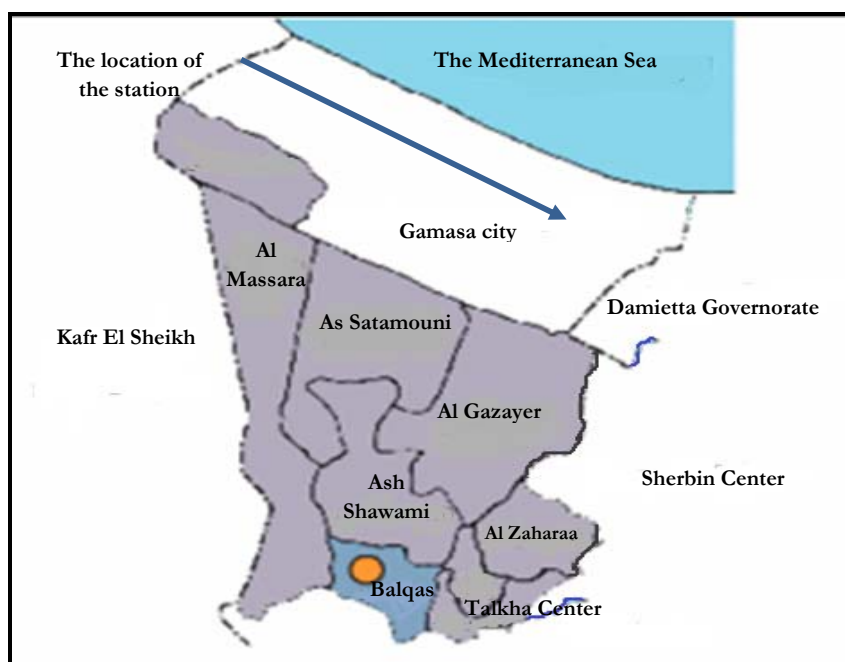 The location of
the station
The Mediterranean Sea
Gamasa city
Al
Massara
Damietta Governorate
As Satamouni
Kafr El Sheikh
Al Gazayer
Sherbin Center
Ash
Shawami
Al Zaharaa
Balqas
Talkha Center